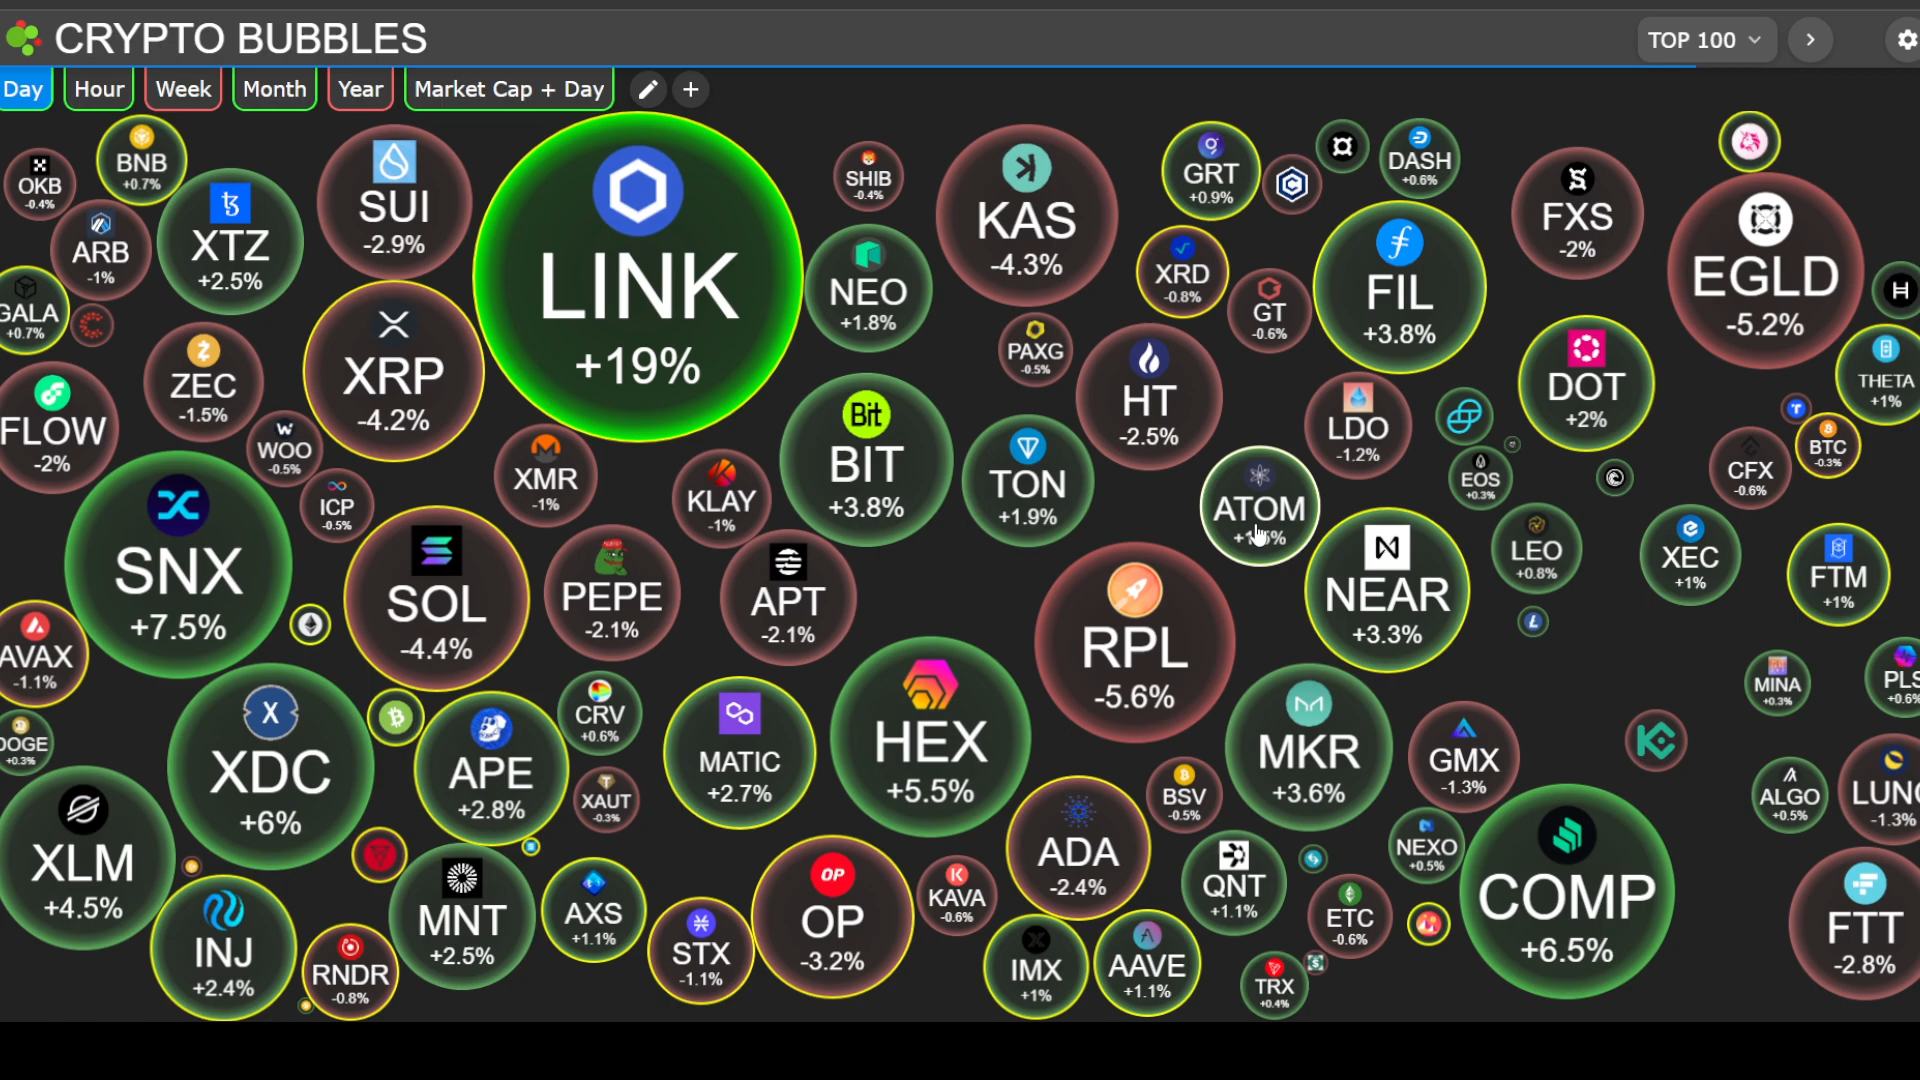 CRYPTO BUBBLES
TOP 100
Day
Hour
Week
Month
Year
Market Cap + Day
OKB
-0.4%
BNB
+0.7%
ARB
-1%
XTZ
+2.5%
SUI
-2.9%
LINK
+19%
SHIB
-0.4%
NEO
+1.8%
KAS
-4.3%
GRT
+0.9%
DASH
+0.6%
XRD
-0.8%
GT
-0.6%
FIL
+3.8%
FXS
-2%
EGLD
-5.2%
GALA
+0.7%
ZEC
-1.5%
XRP
-4.2%
PAXG
-0.5%
HT
-2.5%
LDO
-1.2%
DOT
+2%
THETA
+1%
FLOW
-2%
WOO
-0.5%
ICP
-0.5%
XMR
-1%
KLAY
-1%
Bit
BIT
+3.8%
TON
+1.9%
ATOM
EOS
+0.3%
CFX
-0.6%
BTC
-0.3%
SNX
+7.5%
SOL
-4.4%
PEPE
-2.1%
APT
-2.1%
RPL
-5.6%
NEAR
+3.3%
LEO
+0.8%
XEC
+1%
FTM
+1%
AVAX
-1.1%
DOGE
+0.3%
XDC
+6%
APE
+2.8%
CRV
+0.6%
XAUT
-0.3%
MATIC
+2.7%
HEX
+5.5%
MKR
+3.6%
GMX
-1.3%
MINA
+0.3%
PLS
+0.6%
ADA
-2.4%
BSV
-0.5%
NEXO
+0.5%
COMP
+6.5%
ALGO
+0.5%
LUNC
-1.3%
XLM
+4.5%
INJ
+2.4%
RNDR
-0.8%
MNT
+2.5%
AXS
+1.1%
STX
-1.1%
OP
OP
-3.2%
KAVA
-0.6%
IMX
+1%
AAVE
+1.1%
QNT
+1.1%
ETC
-0.6%
TRX
+0.4%
FTT
-2.8%